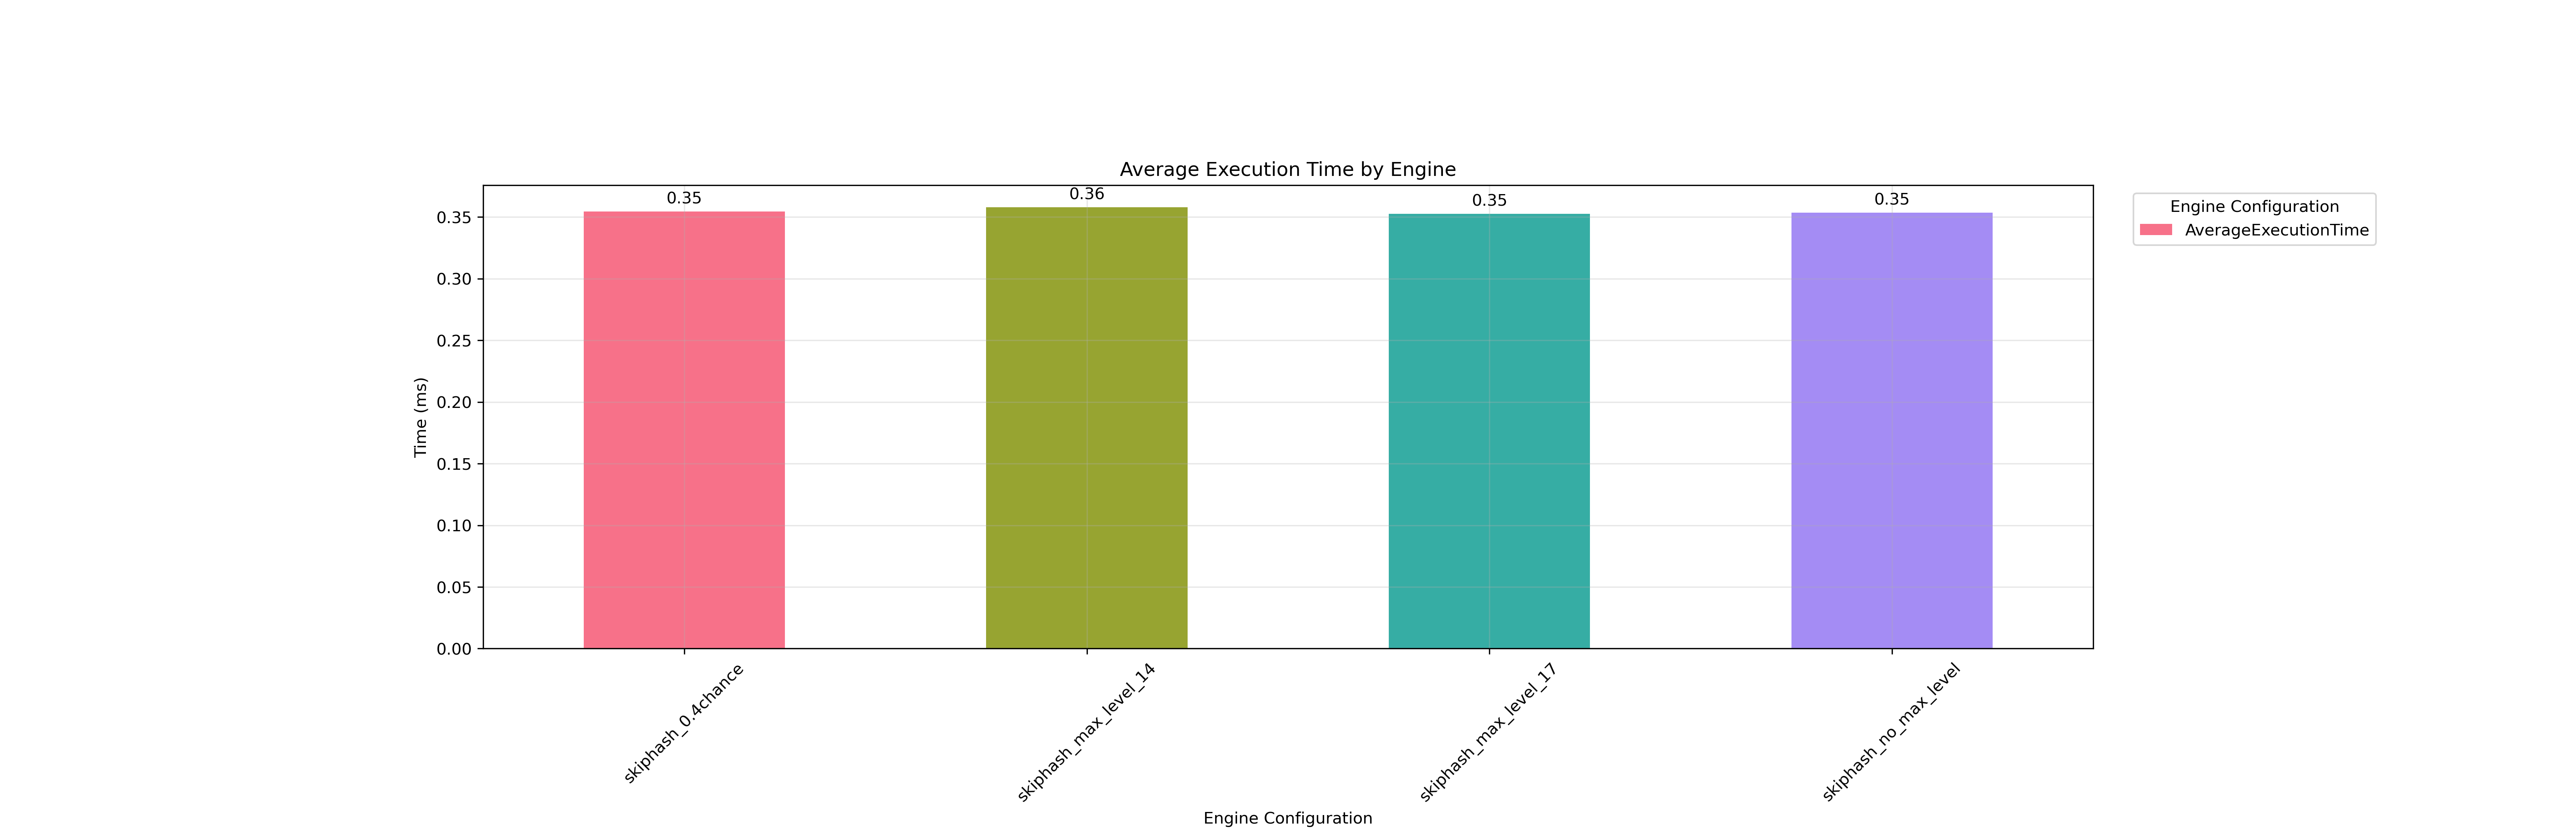 Average Execution Time by Engine
0.35
0.36
0.35
0.35
Engine Configuration
AverageExecutionTime
0.35
0.30
0.25
0.20
0.15
0.10
0.05
0.00
Time (ms)
skiphash_0.4chance
skiphash_max_level_14
skiphash_max_level_17
skiphash_no_max_level
Engine Configuration